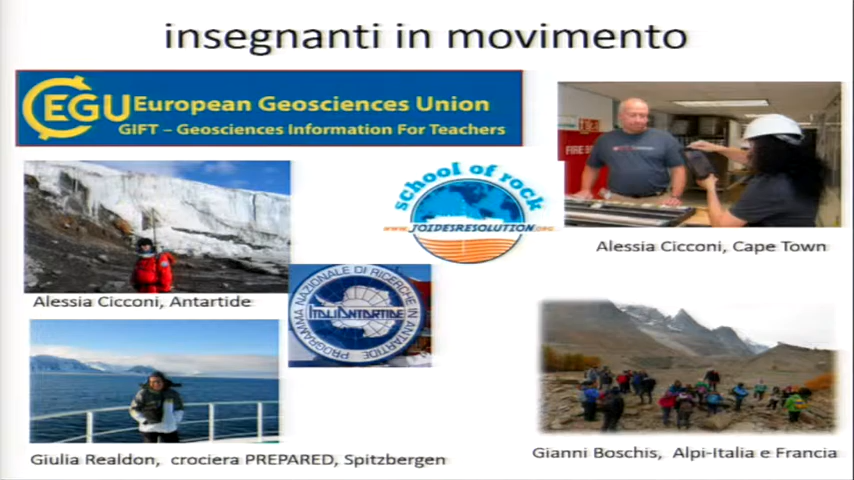 insegnanti in movimento
EGU European Geosciences Union
GIFT – Geosciences Information For Teachers
school of rock
www.JOIDESRESOLUTION.org
FIRE
Alessia Cicconi, Cape Town
Alessia Cicconi, Antartide
PROGRAMMA NAZIONALE DI RICERCHE IN ANTARTIDE
ITALIANTARTIDE
Giulia Realdon, crociera PREPARED, Spitzbergen
Gianni Boschis, Alpi-Italia e Francia